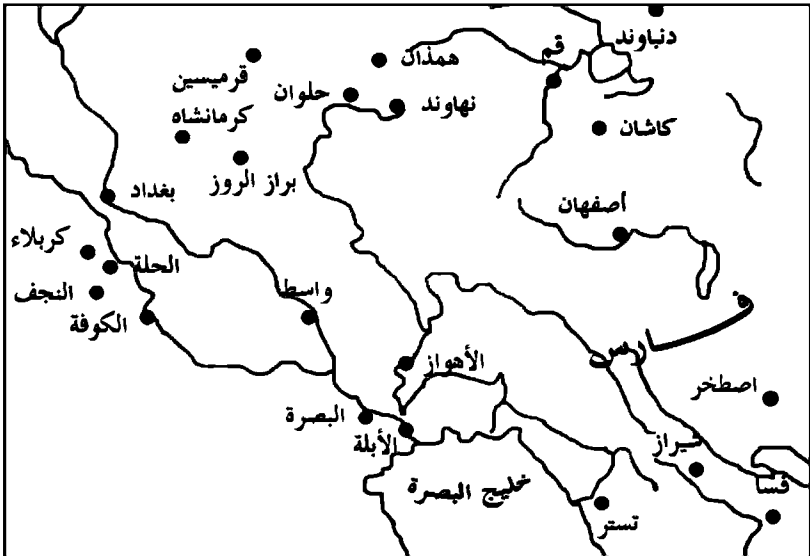 دنباوند
قم
همذان
قرميسين
حلوان
نهاوند
كرمانشاه
كاشان
براز الروز
بغداد
أصفهان
كربلاء
الحلة
النجف
واسط
الكوفة
فارس
الأهواز
اصطخر
البصرة
الأبلة
شيراز
خليج البصرة
فسا
تستر